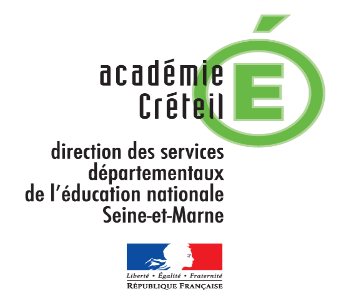 académie
Créteil
É
direction des services
départementaux
de l'éducation nationale
Seine-et-Marne
Liberté • Égalité • Fraternité
RÉPUBLIQUE FRANÇAISE